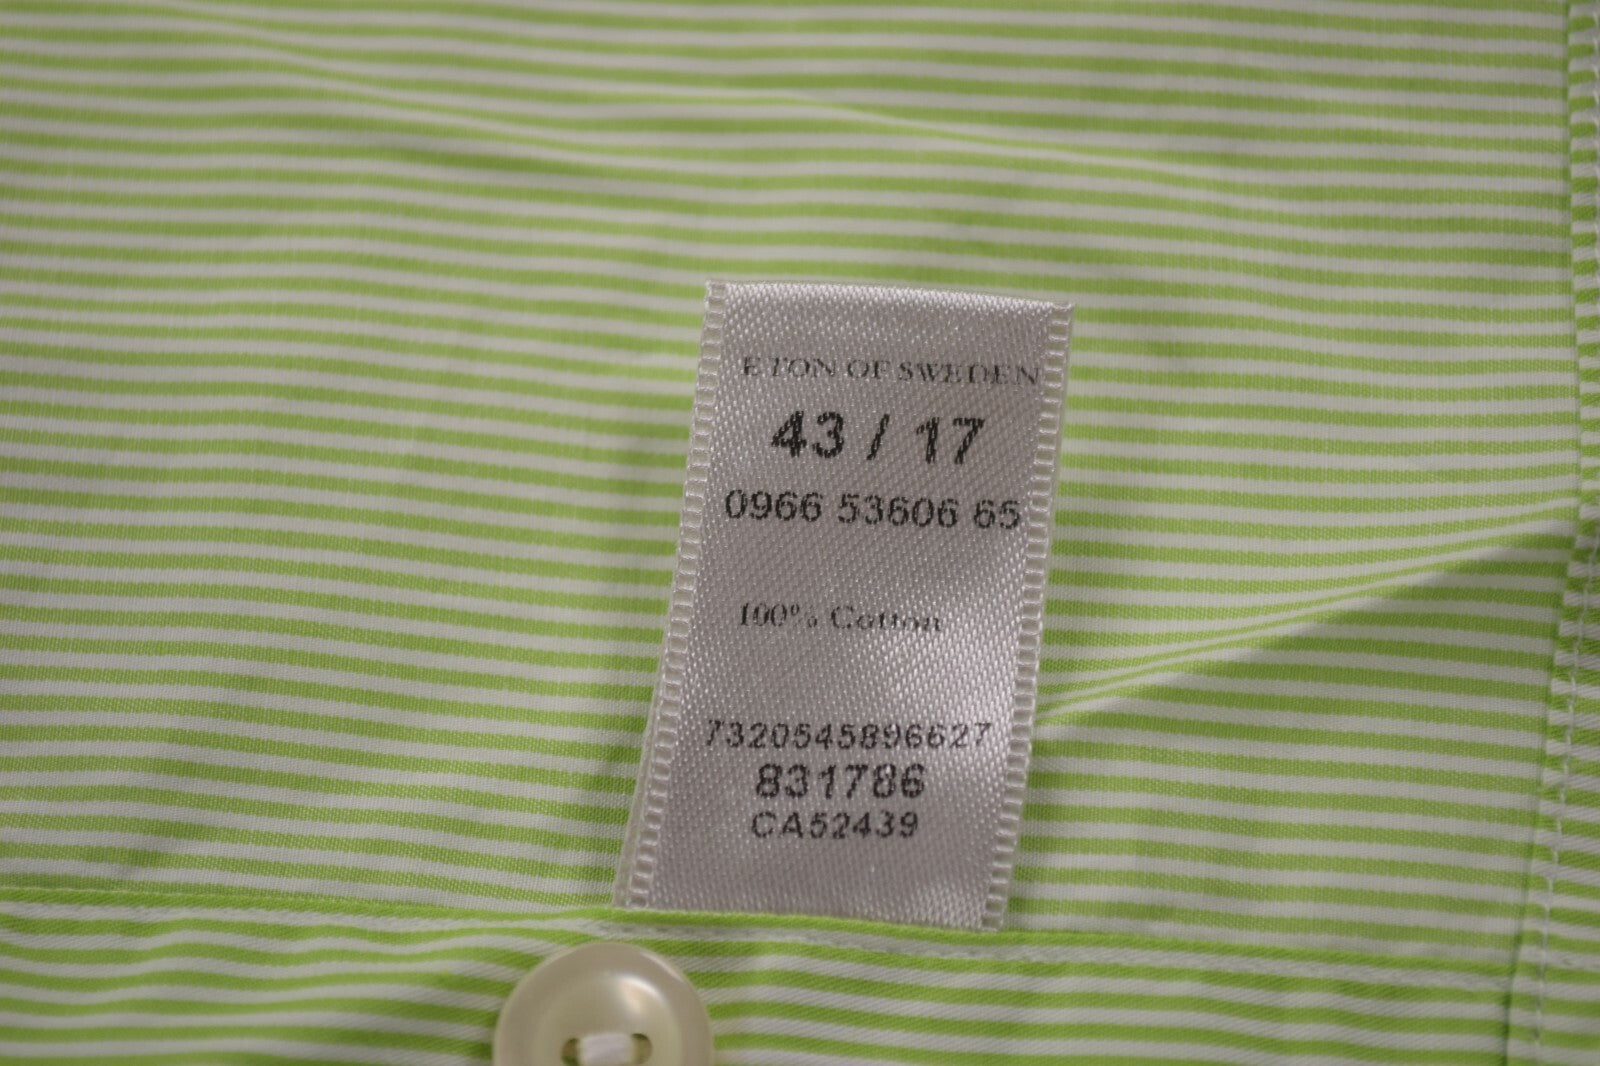 ETON OF SWEDEN
43 / 17
0966 53606 65
100% Cotton
7320545896627
831786
CA52439